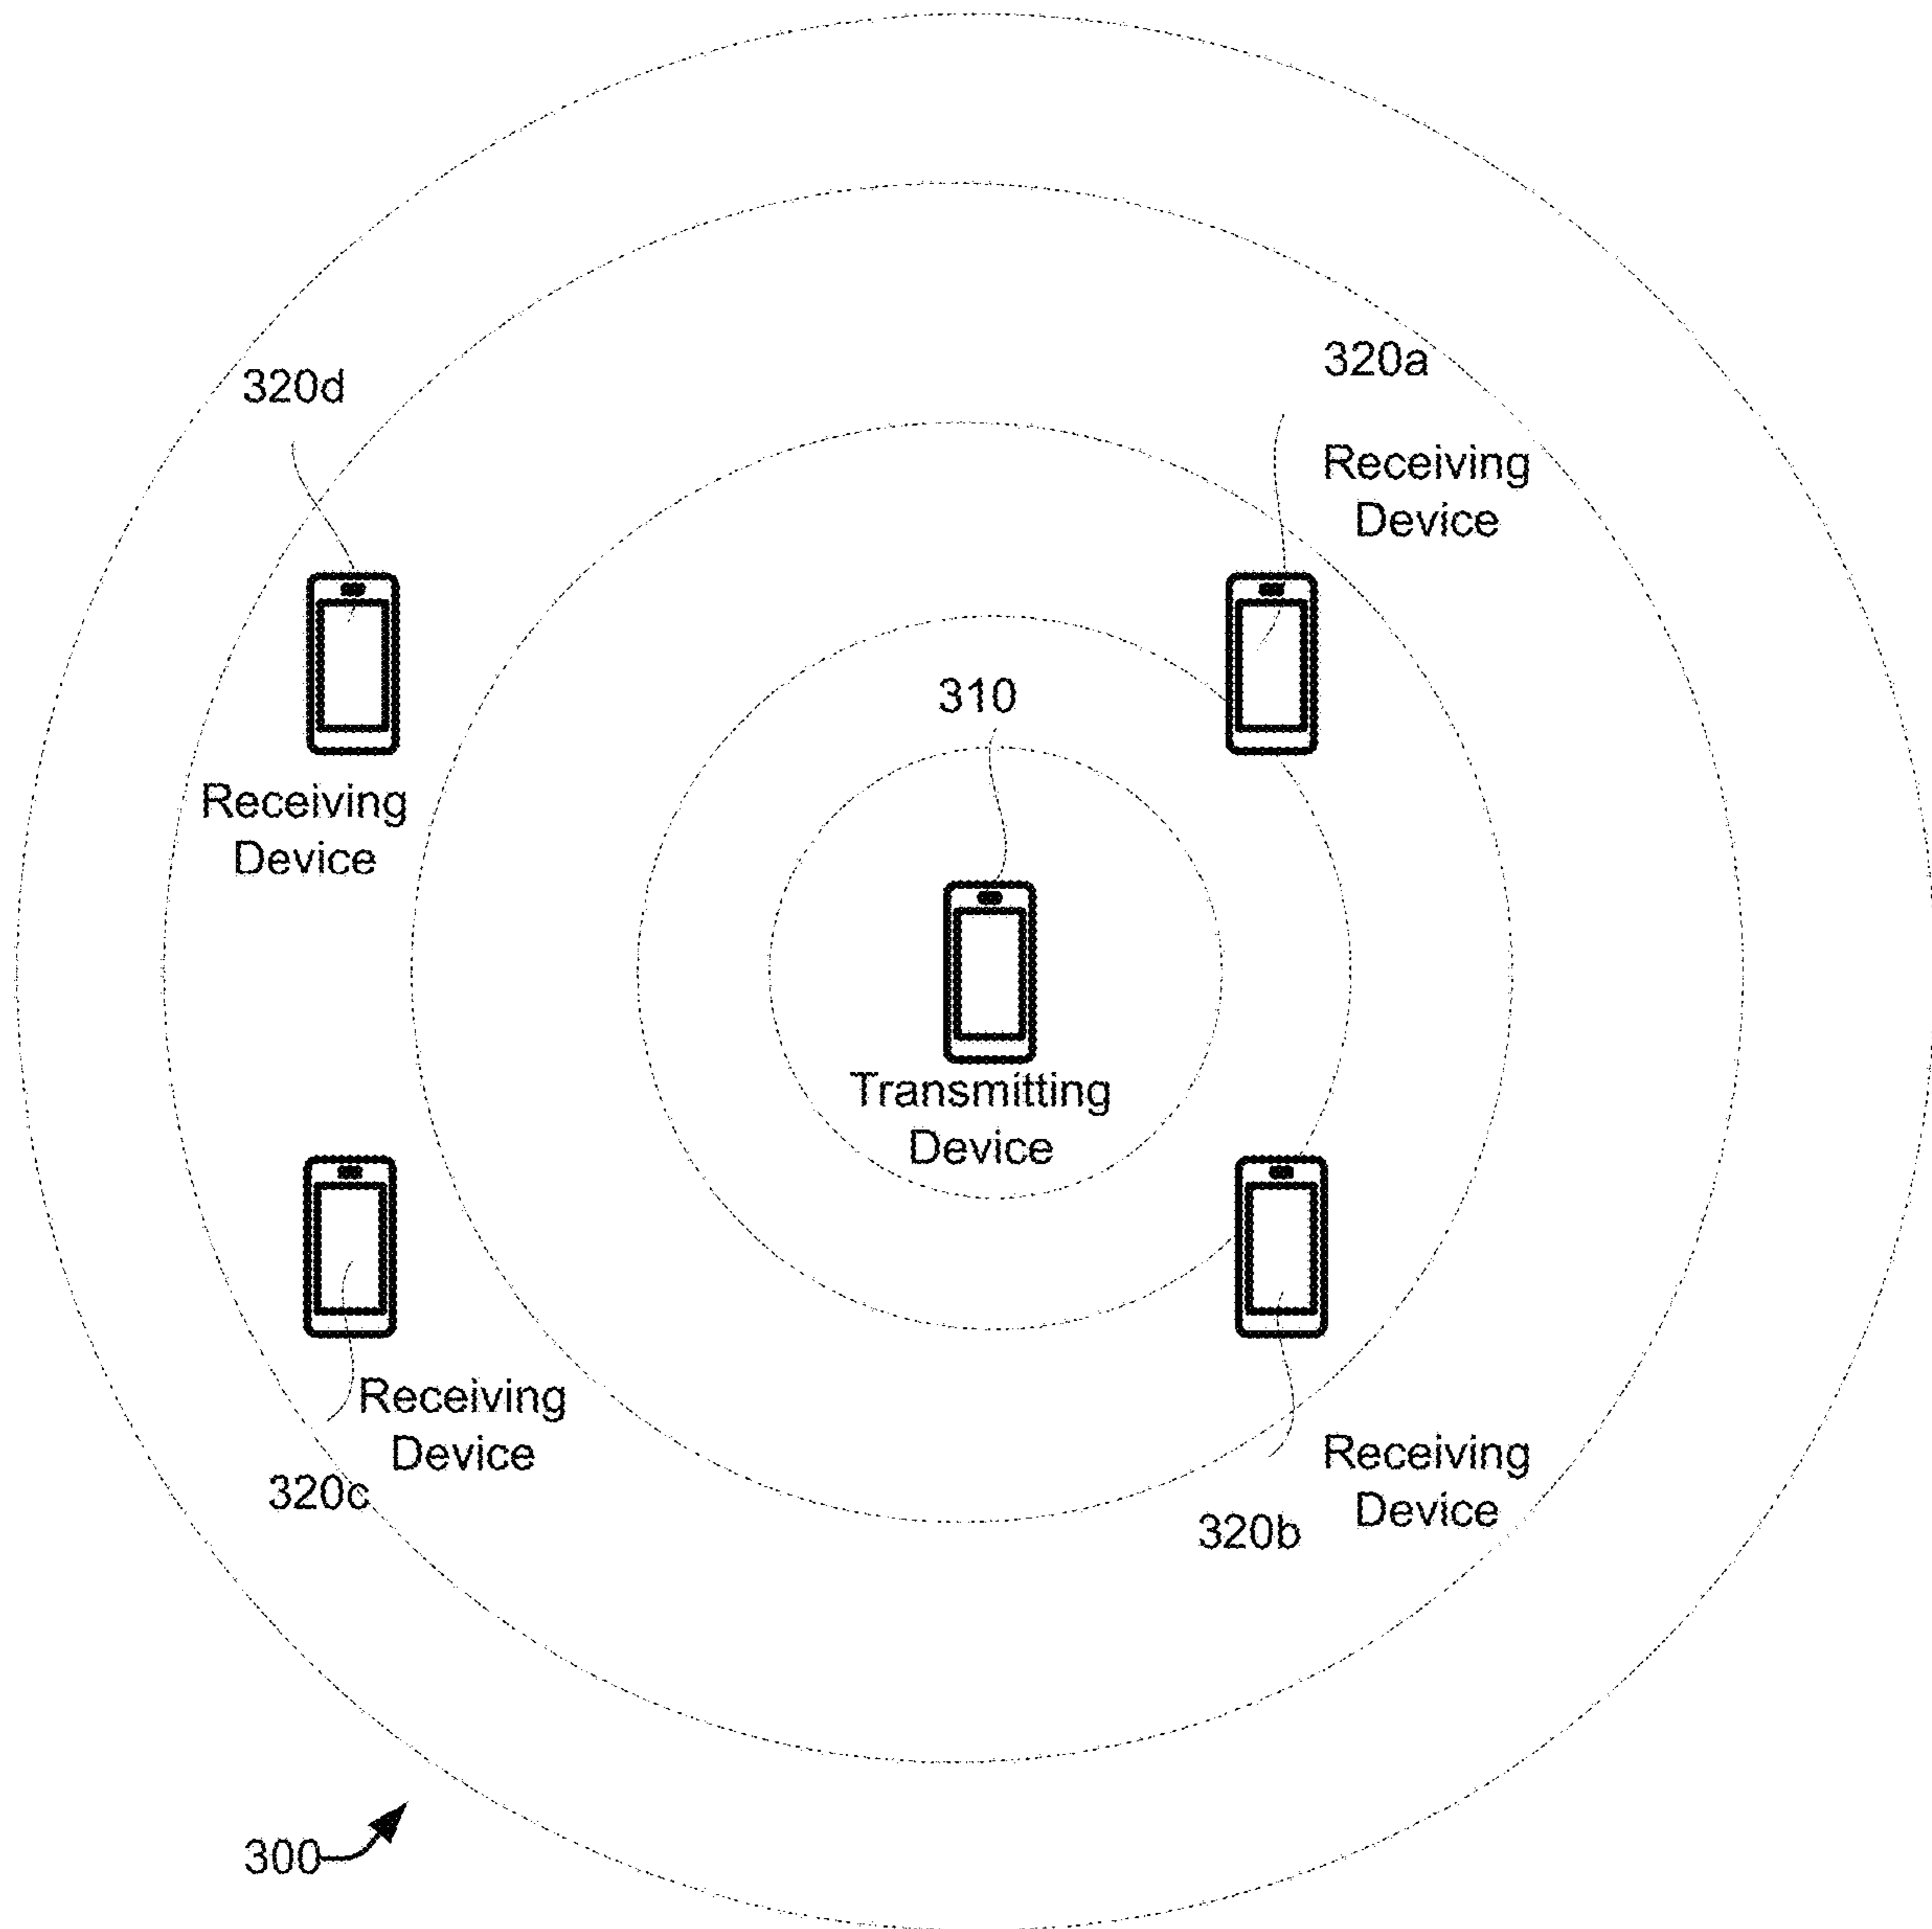 320a
320d
Receiving
Device
310
Receiving
Device
Transmitting
Device
Receiving
Device
320c
Receiving
Device
320b
300